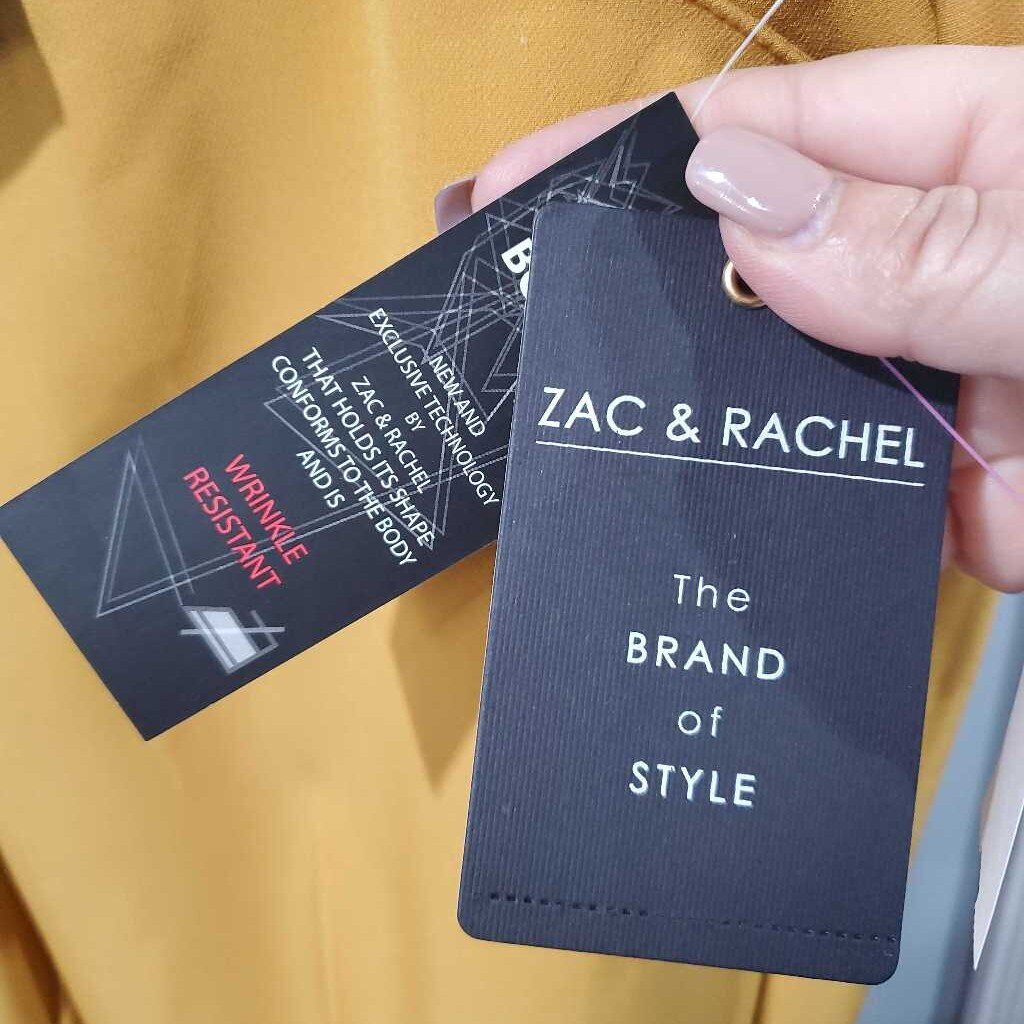 NEW AND
EXCLUSIVE TECHNOLOGY
BY
ZAC & RACHEL
THAT HOLDS ITS SHAPE
CONFORMS TO THE BODY
AND IS
WRINKLE
RESISTANT
ZAC & RACHEL
The
BRAND
of
STYLE